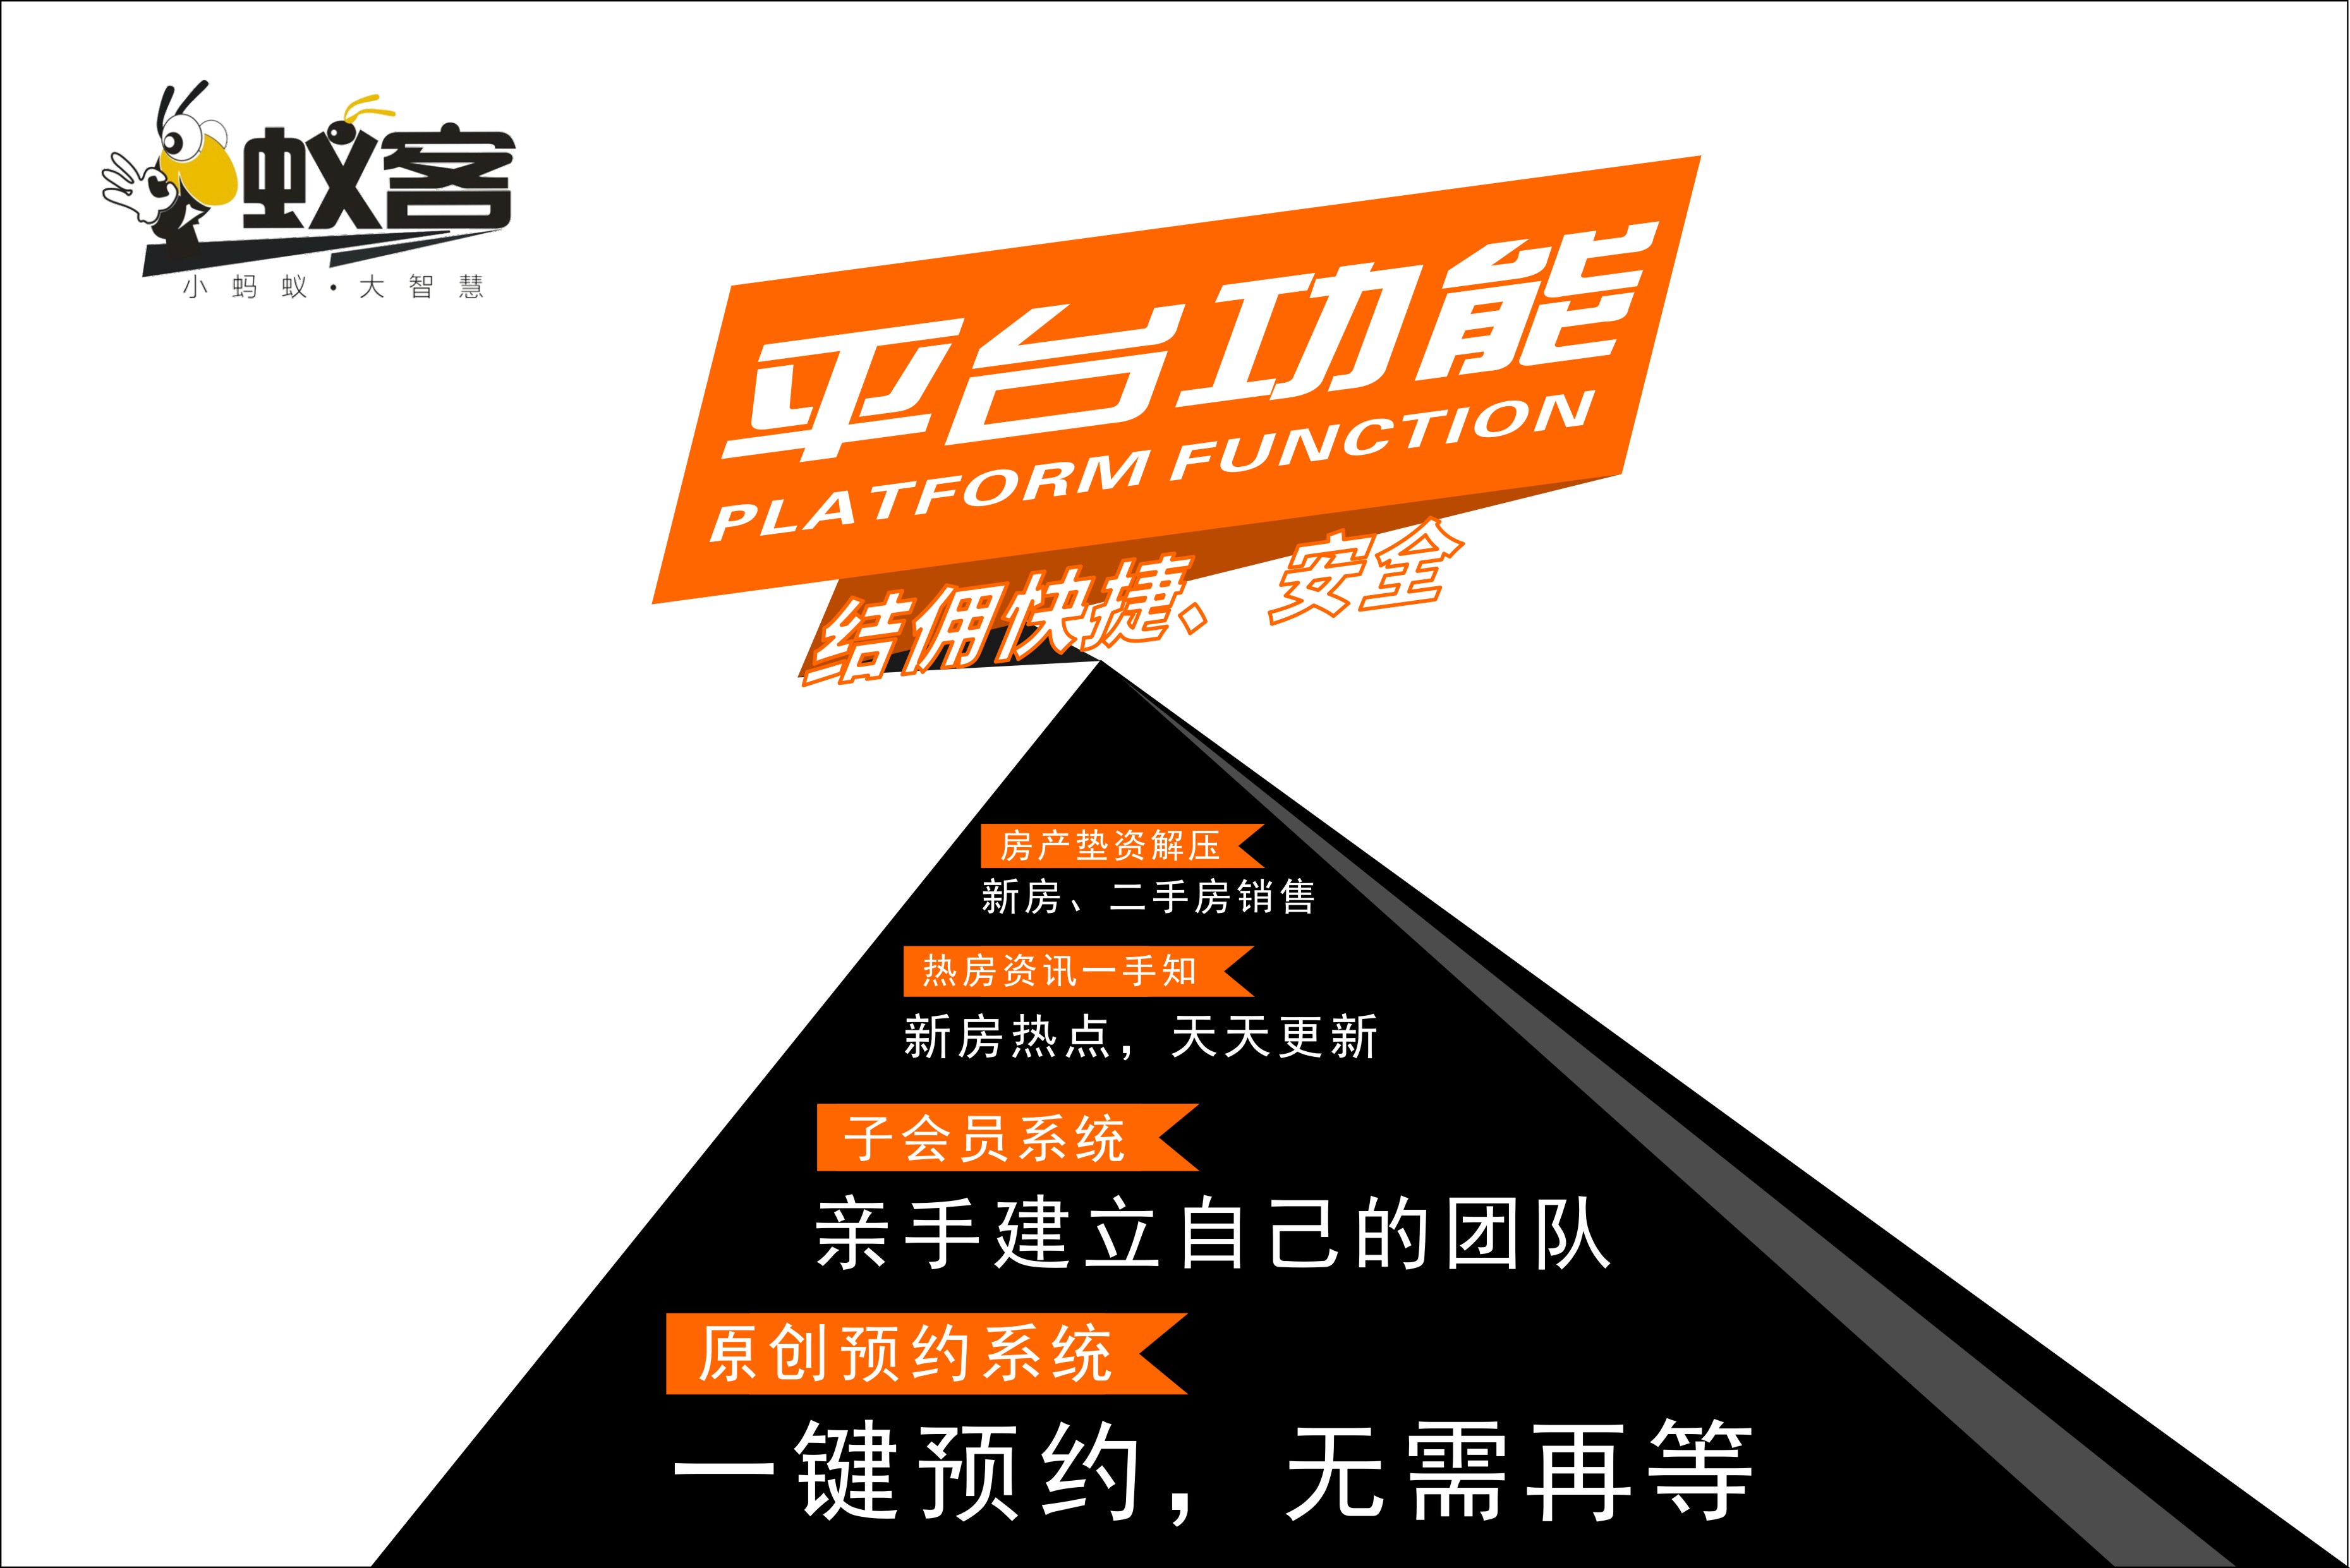 蚁客
小蚂蚁·大智慧
平台功能
PLATFORM FUNCTION
结佣快捷、安全
房产垫资解压
新房、二手房销售
热房资讯一手知
新房热点，天天更新
子会员系统
亲手建立自己的团队
原创预约系统
一键预约，无需再等